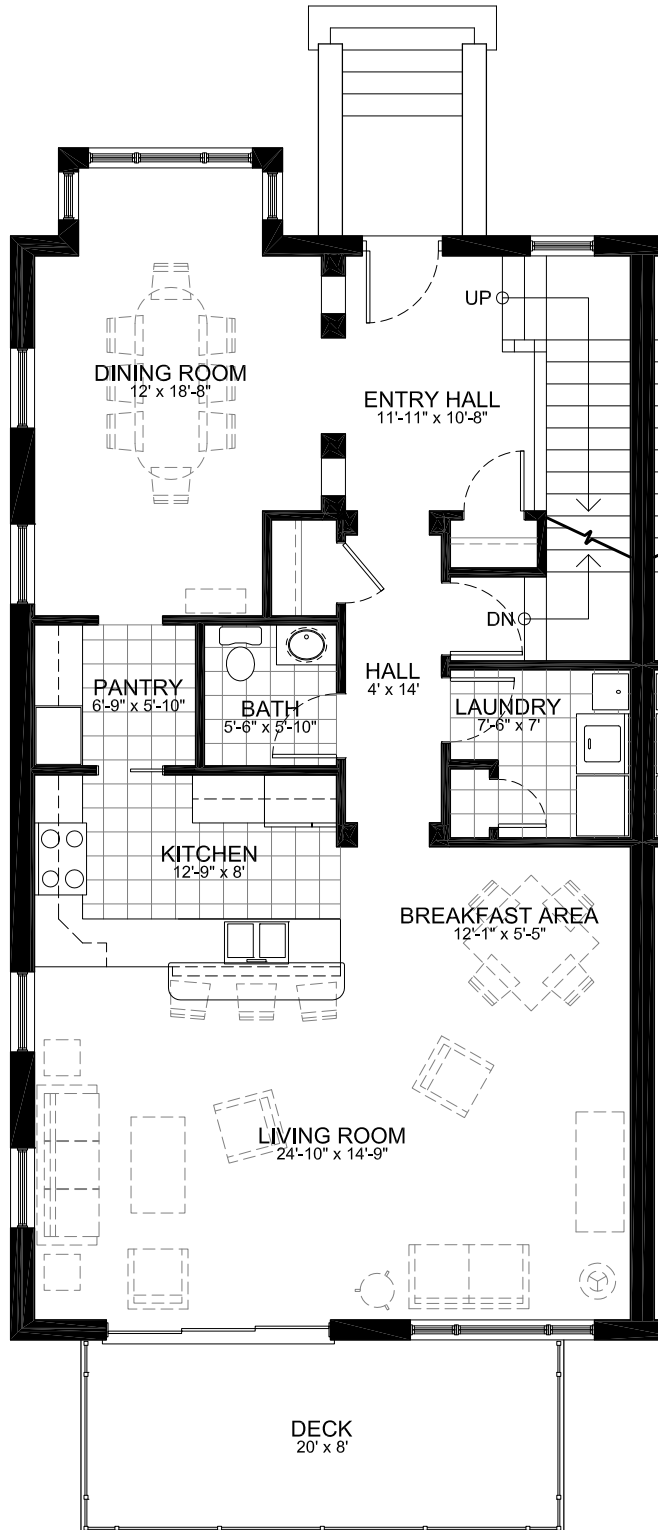 UP
DINING ROOM
12' x 18'-8"
ENTRY HALL
11'-11" x 10'-8"
DN
HALL
4' x 14'
PANTRY
6'-9" x 5'-10"
BATH
5'-6" x 5'-10"
LAUNDRY
7'-6" x 7'
KITCHEN
12'-9" x 8'
BREAKFAST AREA
12'-1" x 5'-5"
LIVING ROOM
24'-10" x 14'-9"
DECK
20' x 8'